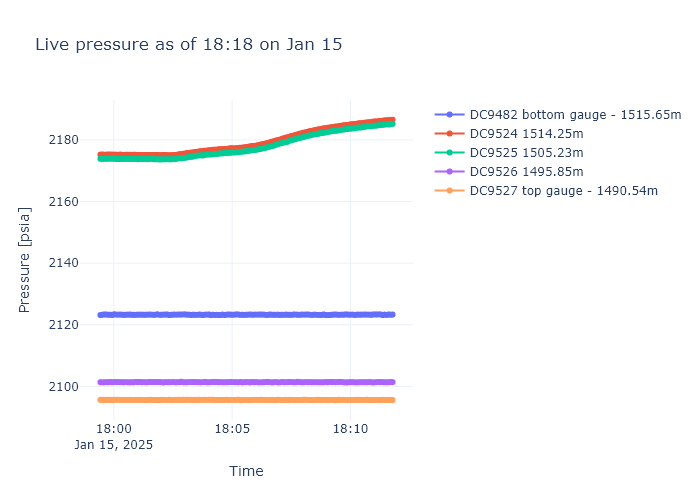 Live pressure as of 18:18 on Jan 15
DC9482 bottom gauge - 1515.65m
DC9524 1514.25m
DC9525 1505.23m
DC9526 1495.85m
DC9527 top gauge - 1490.54m
Pressure [psia]
2180
2160
2140
2120
2100
18:00
Jan 15, 2025
18:05
18:10
Time